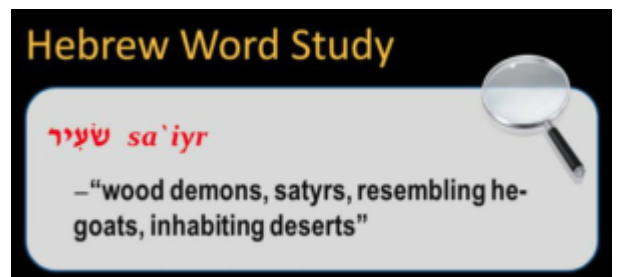 Hebrew Word Study
שֹׂעִיר sa`iyr
–“wood demons, satyrs, resembling he-
goats, inhabiting deserts”